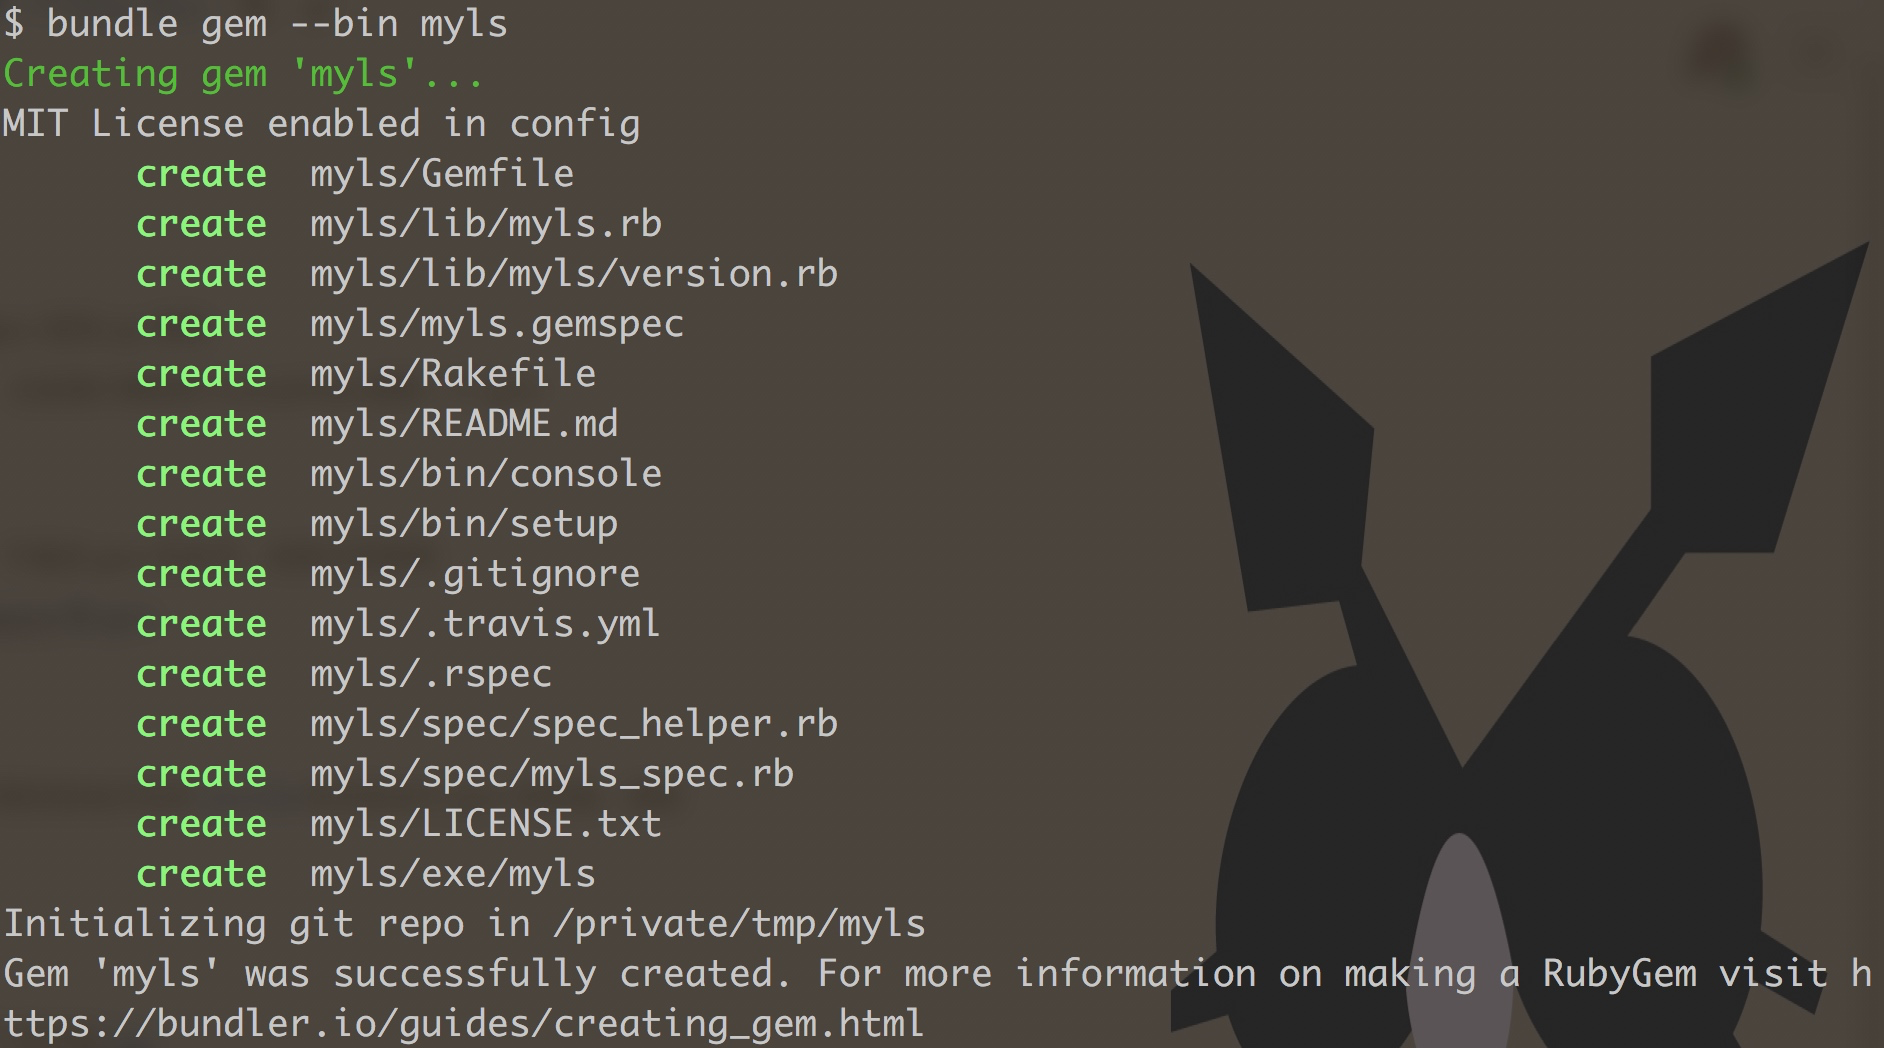 $ bundle gem --bin myls
Creating gem 'myls'...
MIT License enabled in config
      create  myls/Gemfile
      create  myls/lib/myls.rb
      create  myls/lib/myls/version.rb
      create  myls/myls.gemspec
      create  myls/Rakefile
      create  myls/README.md
      create  myls/bin/console
      create  myls/bin/setup
      create  myls/.gitignore
      create  myls/.travis.yml
      create  myls/.rspec
      create  myls/spec/spec_helper.rb
      create  myls/spec/myls_spec.rb
      create  myls/LICENSE.txt
      create  myls/exe/myls
Initializing git repo in /private/tmp/myls
Gem 'myls' was successfully created. For more information on making a RubyGem visit h
ttps://bundler.io/guides/creating_gem.html